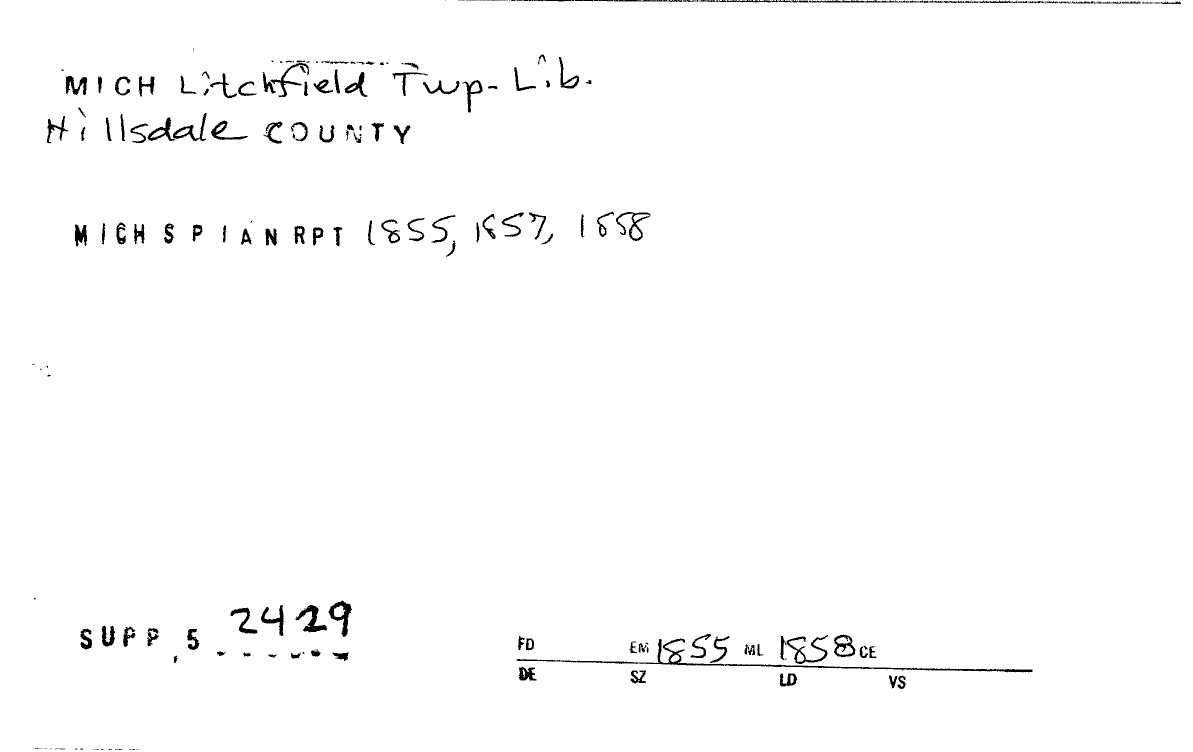 MICH Litchfield Twp- Lib.
Hillsdale COUNTY
MICH S P I A N RPT 1855, 1857, 1858
SUPP. 5 2429
FD EM 1855 ML 1858 CE
DE SZ LD VS